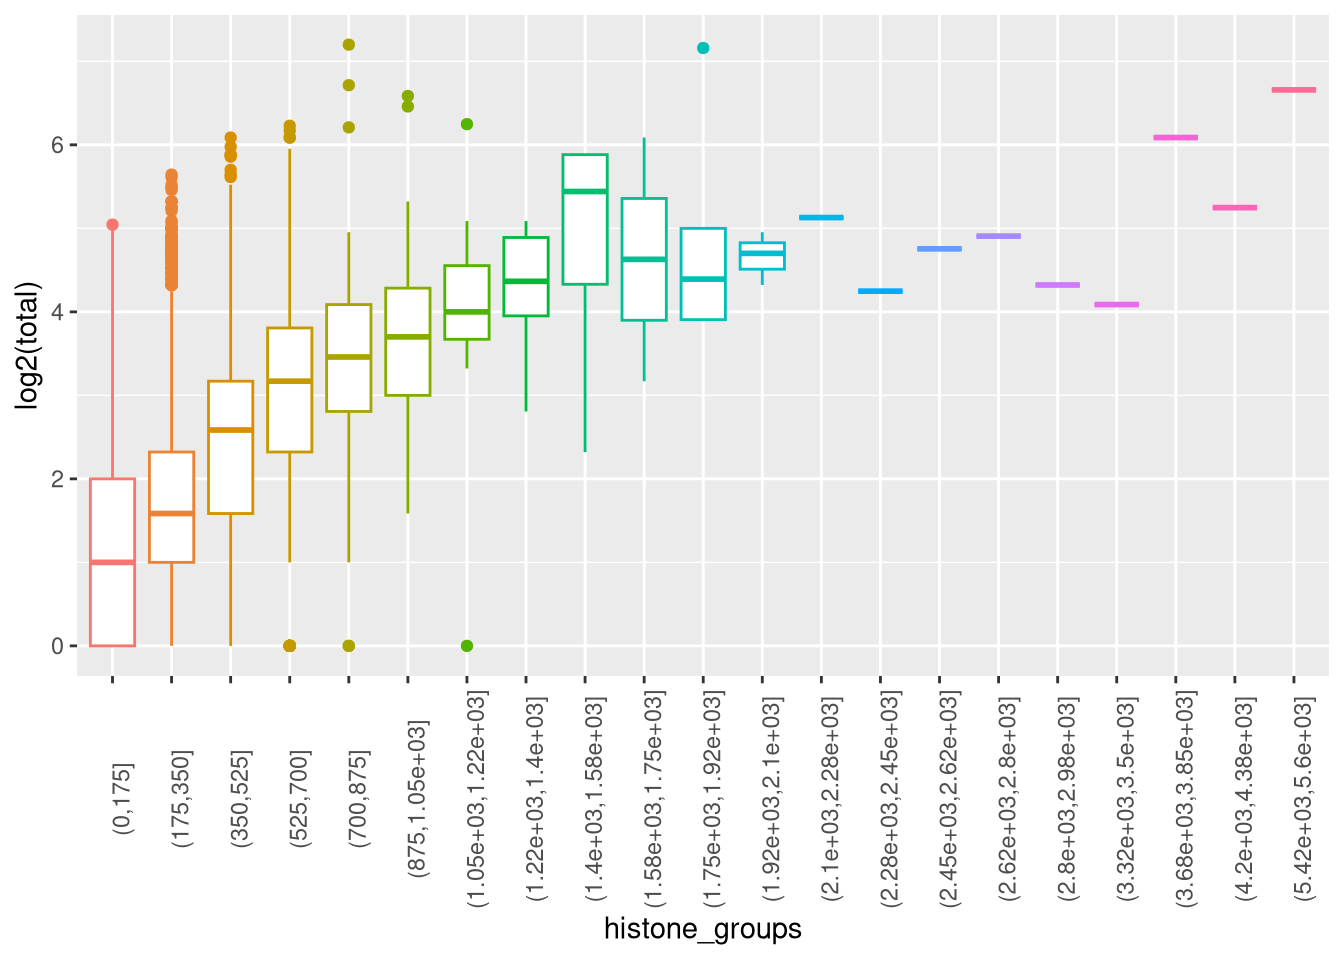 log2(total)
6
4
2
0
(0,175]
(175,350]
(350,525]
(525,700]
(700,875]
(875,1.05e+03]
(1.05e+03,1.22e+03]
(1.22e+03,1.4e+03]
(1.4e+03,1.58e+03]
(1.58e+03,1.75e+03]
(1.75e+03,1.92e+03]
(1.92e+03,2.1e+03]
(2.1e+03,2.28e+03]
(2.28e+03,2.45e+03]
(2.45e+03,2.62e+03]
(2.62e+03,2.8e+03]
(2.8e+03,2.98e+03]
(3.32e+03,3.5e+03]
(3.68e+03,3.85e+03]
(4.2e+03,4.38e+03]
(5.42e+03,5.6e+03]
histone_groups